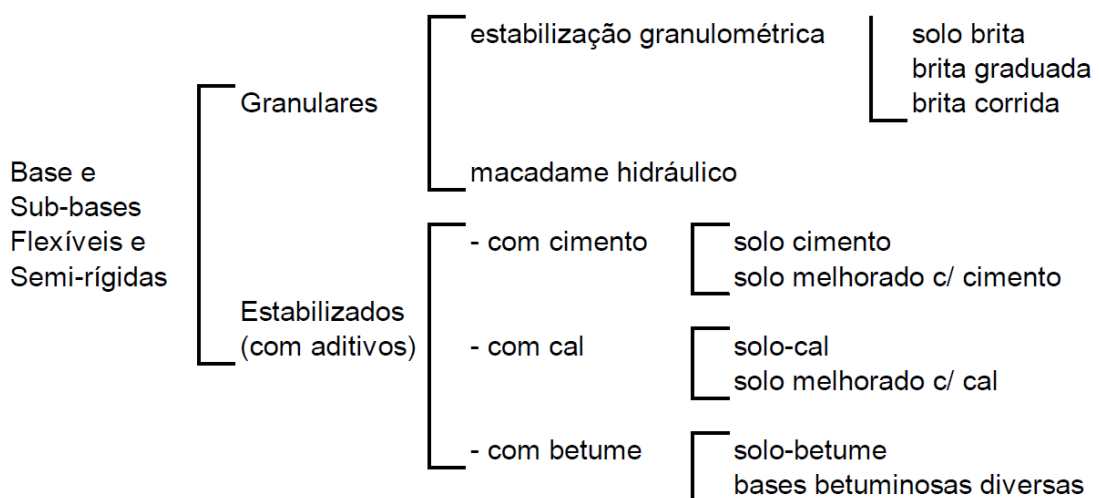 Base e
Sub-bases
Flexíveis e
Semi-rígidas
Granulares
estabilização granulométrica
solo brita
brita graduada
brita corrida
macadame hidráulico
Estabilizados
(com aditivos)
- com cimento
solo cimento
solo melhorado c/ cimento
- com cal
solo-cal
solo melhorado c/ cal
- com betume
solo-betume
bases betuminosas diversas